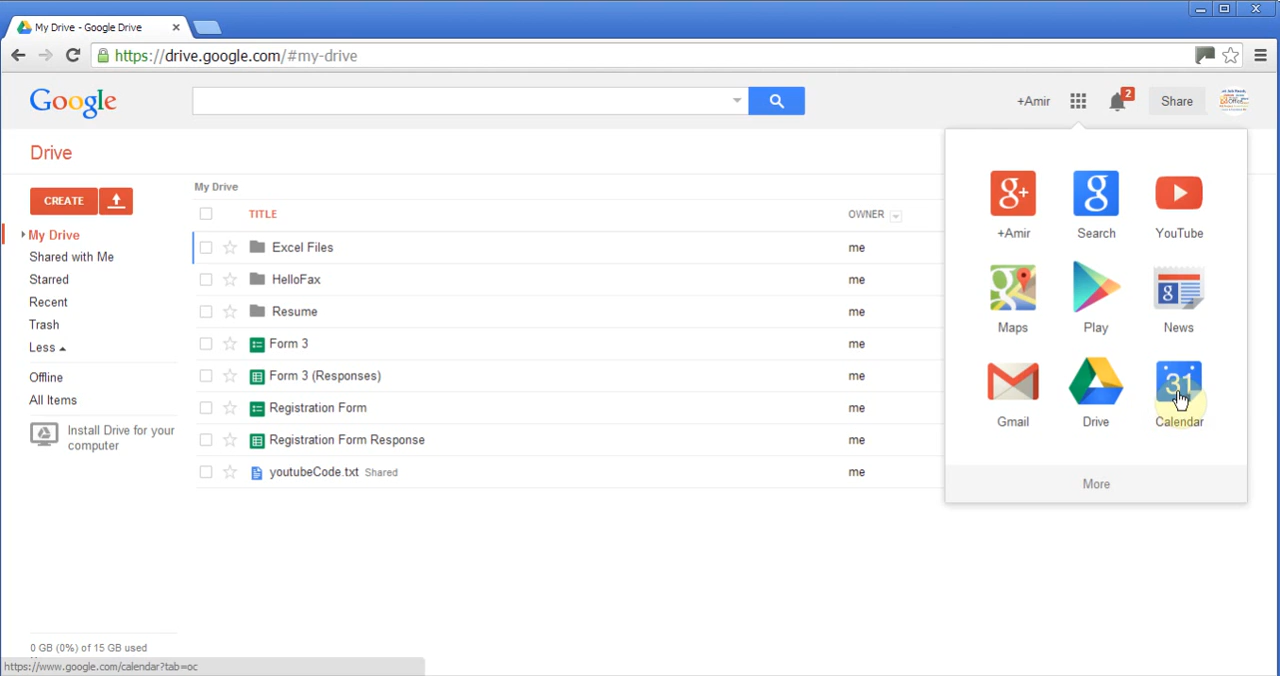 My Drive - Google Drive
https://drive.google.com/#my-drive
Google
+Amir
2
Share
Drive
CREATE
My Drive
Shared with Me
Starred
Recent
Trash
Less
Offline
All Items
Install Drive for your
computer
0 GB (0%) of 15 GB used
https://www.google.com/calendar?tab=oc
My Drive
TITLE
OWNER
Excel Files
me
HelloFax
me
Resume
me
Form 3
me
Form 3 (Responses)
me
Registration Form
me
Registration Form Response
me
youtubeCode.txt Shared
me
g+
g
+Amir
Search
YouTube
g
Maps
Play
News
31
Gmail
Drive
Calendar
More